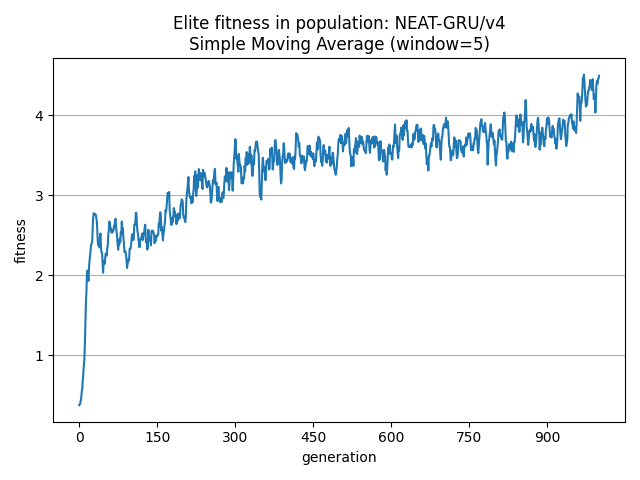 Elite fitness in population: NEAT-GRU/v4
Simple Moving Average (window=5)
fitness
4
3
2
1
0 150 300 450 600 750 900
generation